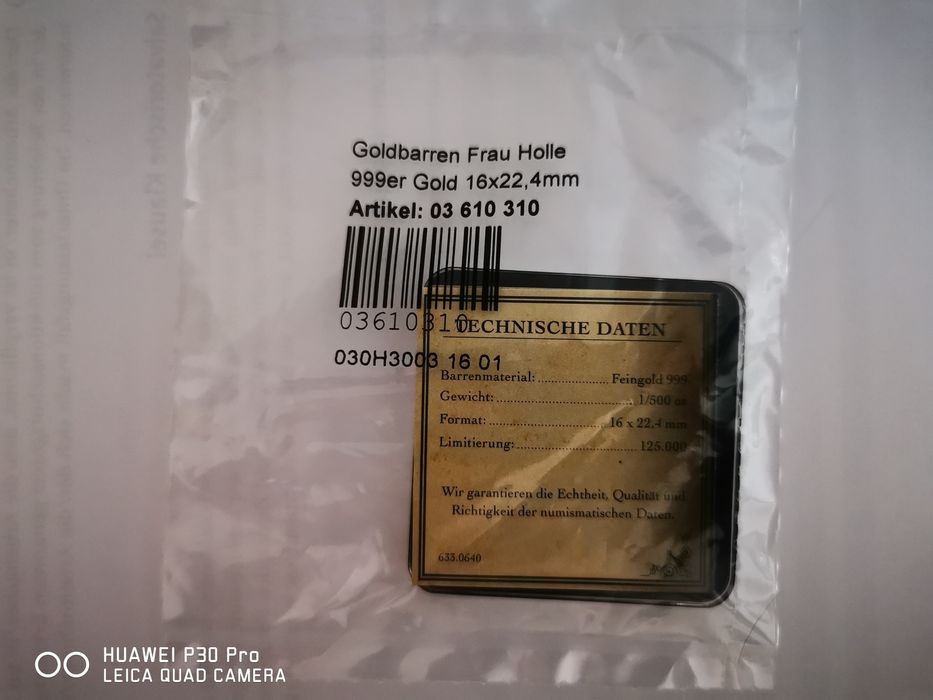 Goldbarren Frau Holle
999er Gold 16x22,4mm
Artikel: 03 610 310
03610310
030H3003 16 01
TECHNISCHE DATEN
Barrenmaterial: ................... Feingold 999
Gewicht: ..................................... 1/500 oz
Format: ............................... 16 x 22,4 mm
Limitierung: ............................... 125.000
Wir garantieren die Echtheit, Qualität und
Richtigkeit der numismatischen Daten.
633.0640
HUAWEI P30 Pro
LEICA QUAD CAMERA